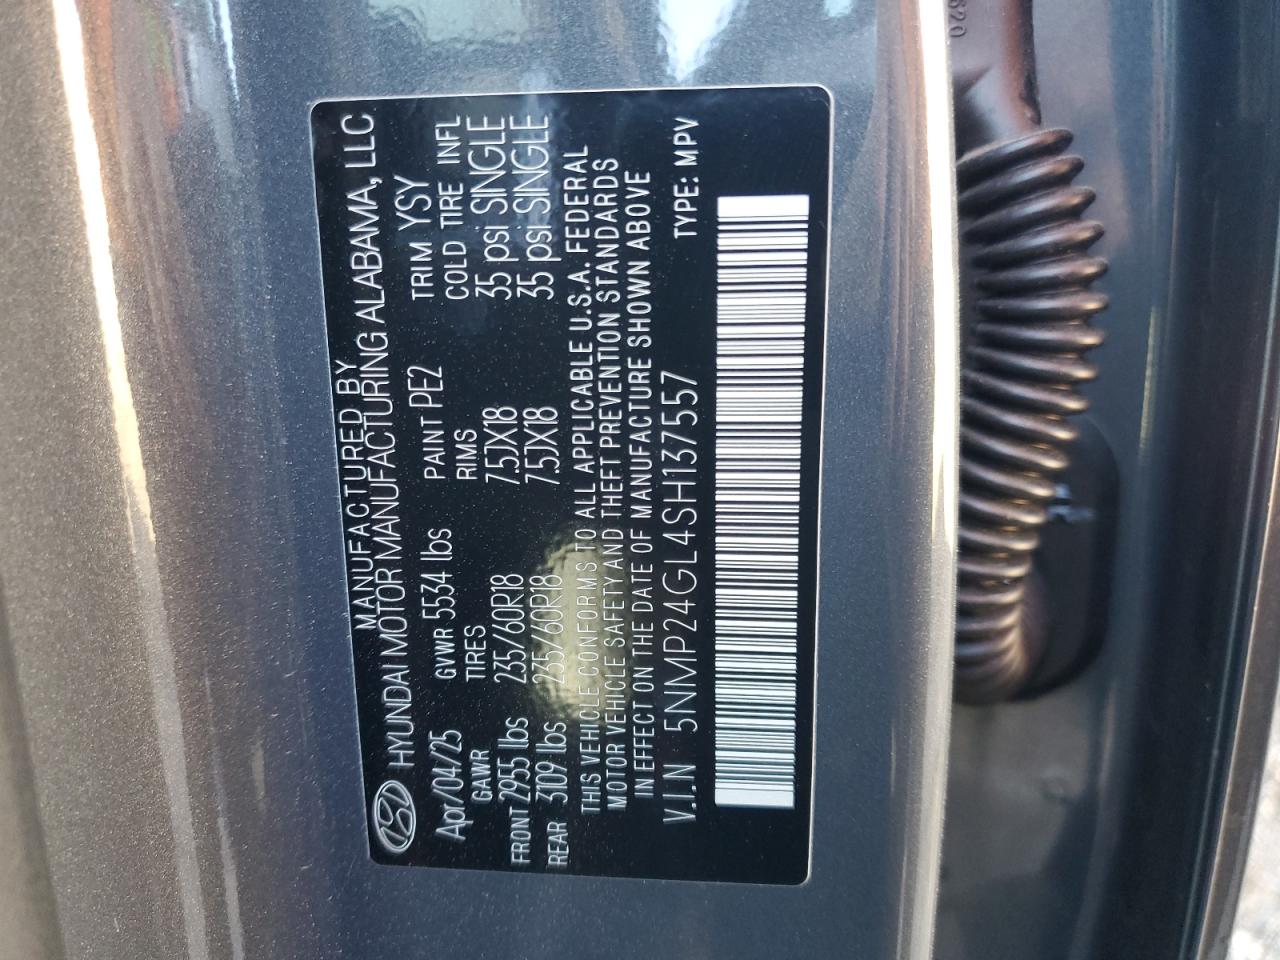 MANUFACTURED BY
HYUNDAI MOTOR MANUFACTURING ALABAMA, LLC
Apr/04/25 GVWR 5534 lbs PAINT PE2 TRIM YSY
GAWR TIRES RIMS COLD TIRE INFL
FRONT 2955 lbs 235/60R18 7.5JX18 35 psi SINGLE
REAR 3109 lbs 235/60R18 7.5JX18 35 psi SINGLE
THIS VEHICLE CONFORMS TO ALL APPLICABLE U.S.A. FEDERAL
MOTOR VEHICLE SAFETY AND THEFT PREVENTION STANDARDS
IN EFFECT ON THE DATE OF MANUFACTURE SHOWN ABOVE
V.I.N 5NMP24GL4SH137557 TYPE: MPV